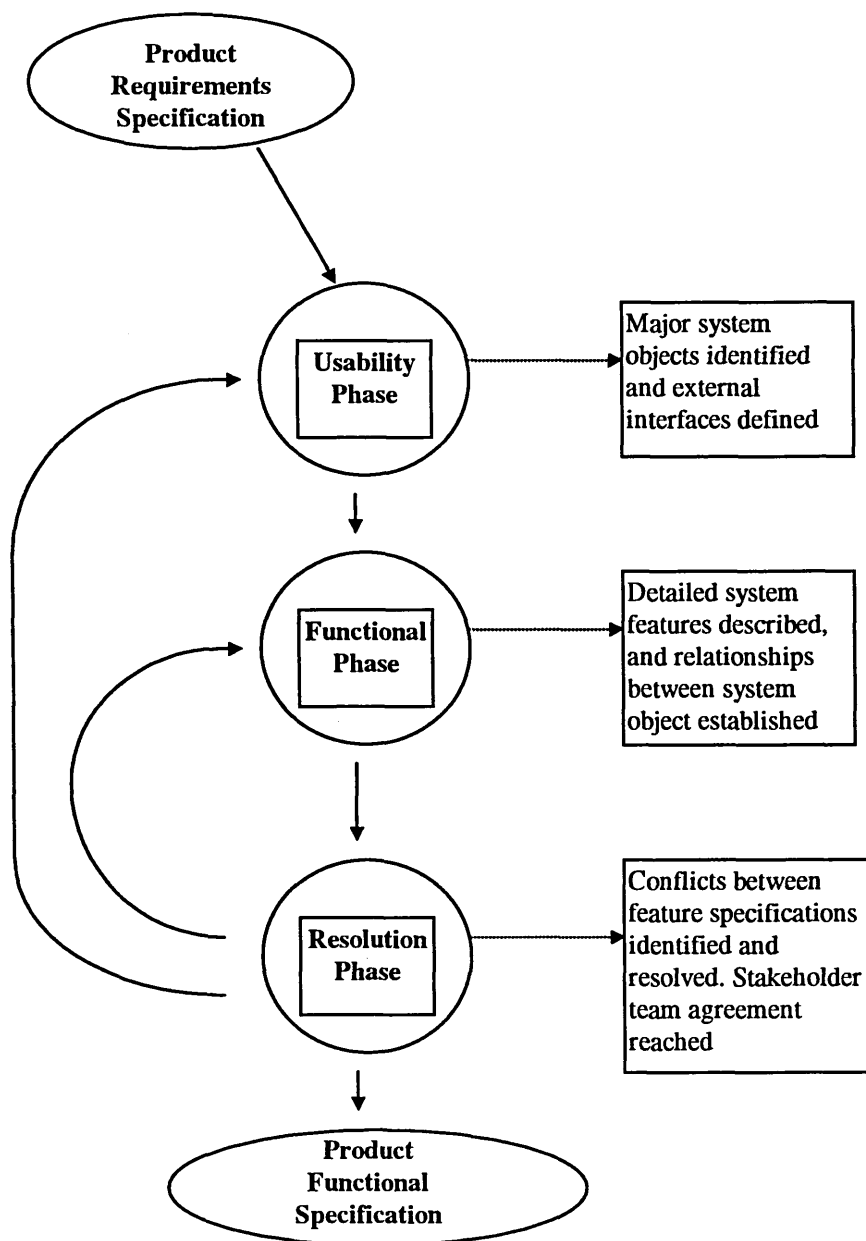 Product
Requirements
Specification
Usability
Phase
Major system
objects identified
and external
interfaces defined
Functional
Phase
Detailed system
features described,
and relationships
between system
object established
Resolution
Phase
Conflicts between
feature specifications
identified and
resolved. Stakeholder
team agreement
reached
Product
Functional
Specification